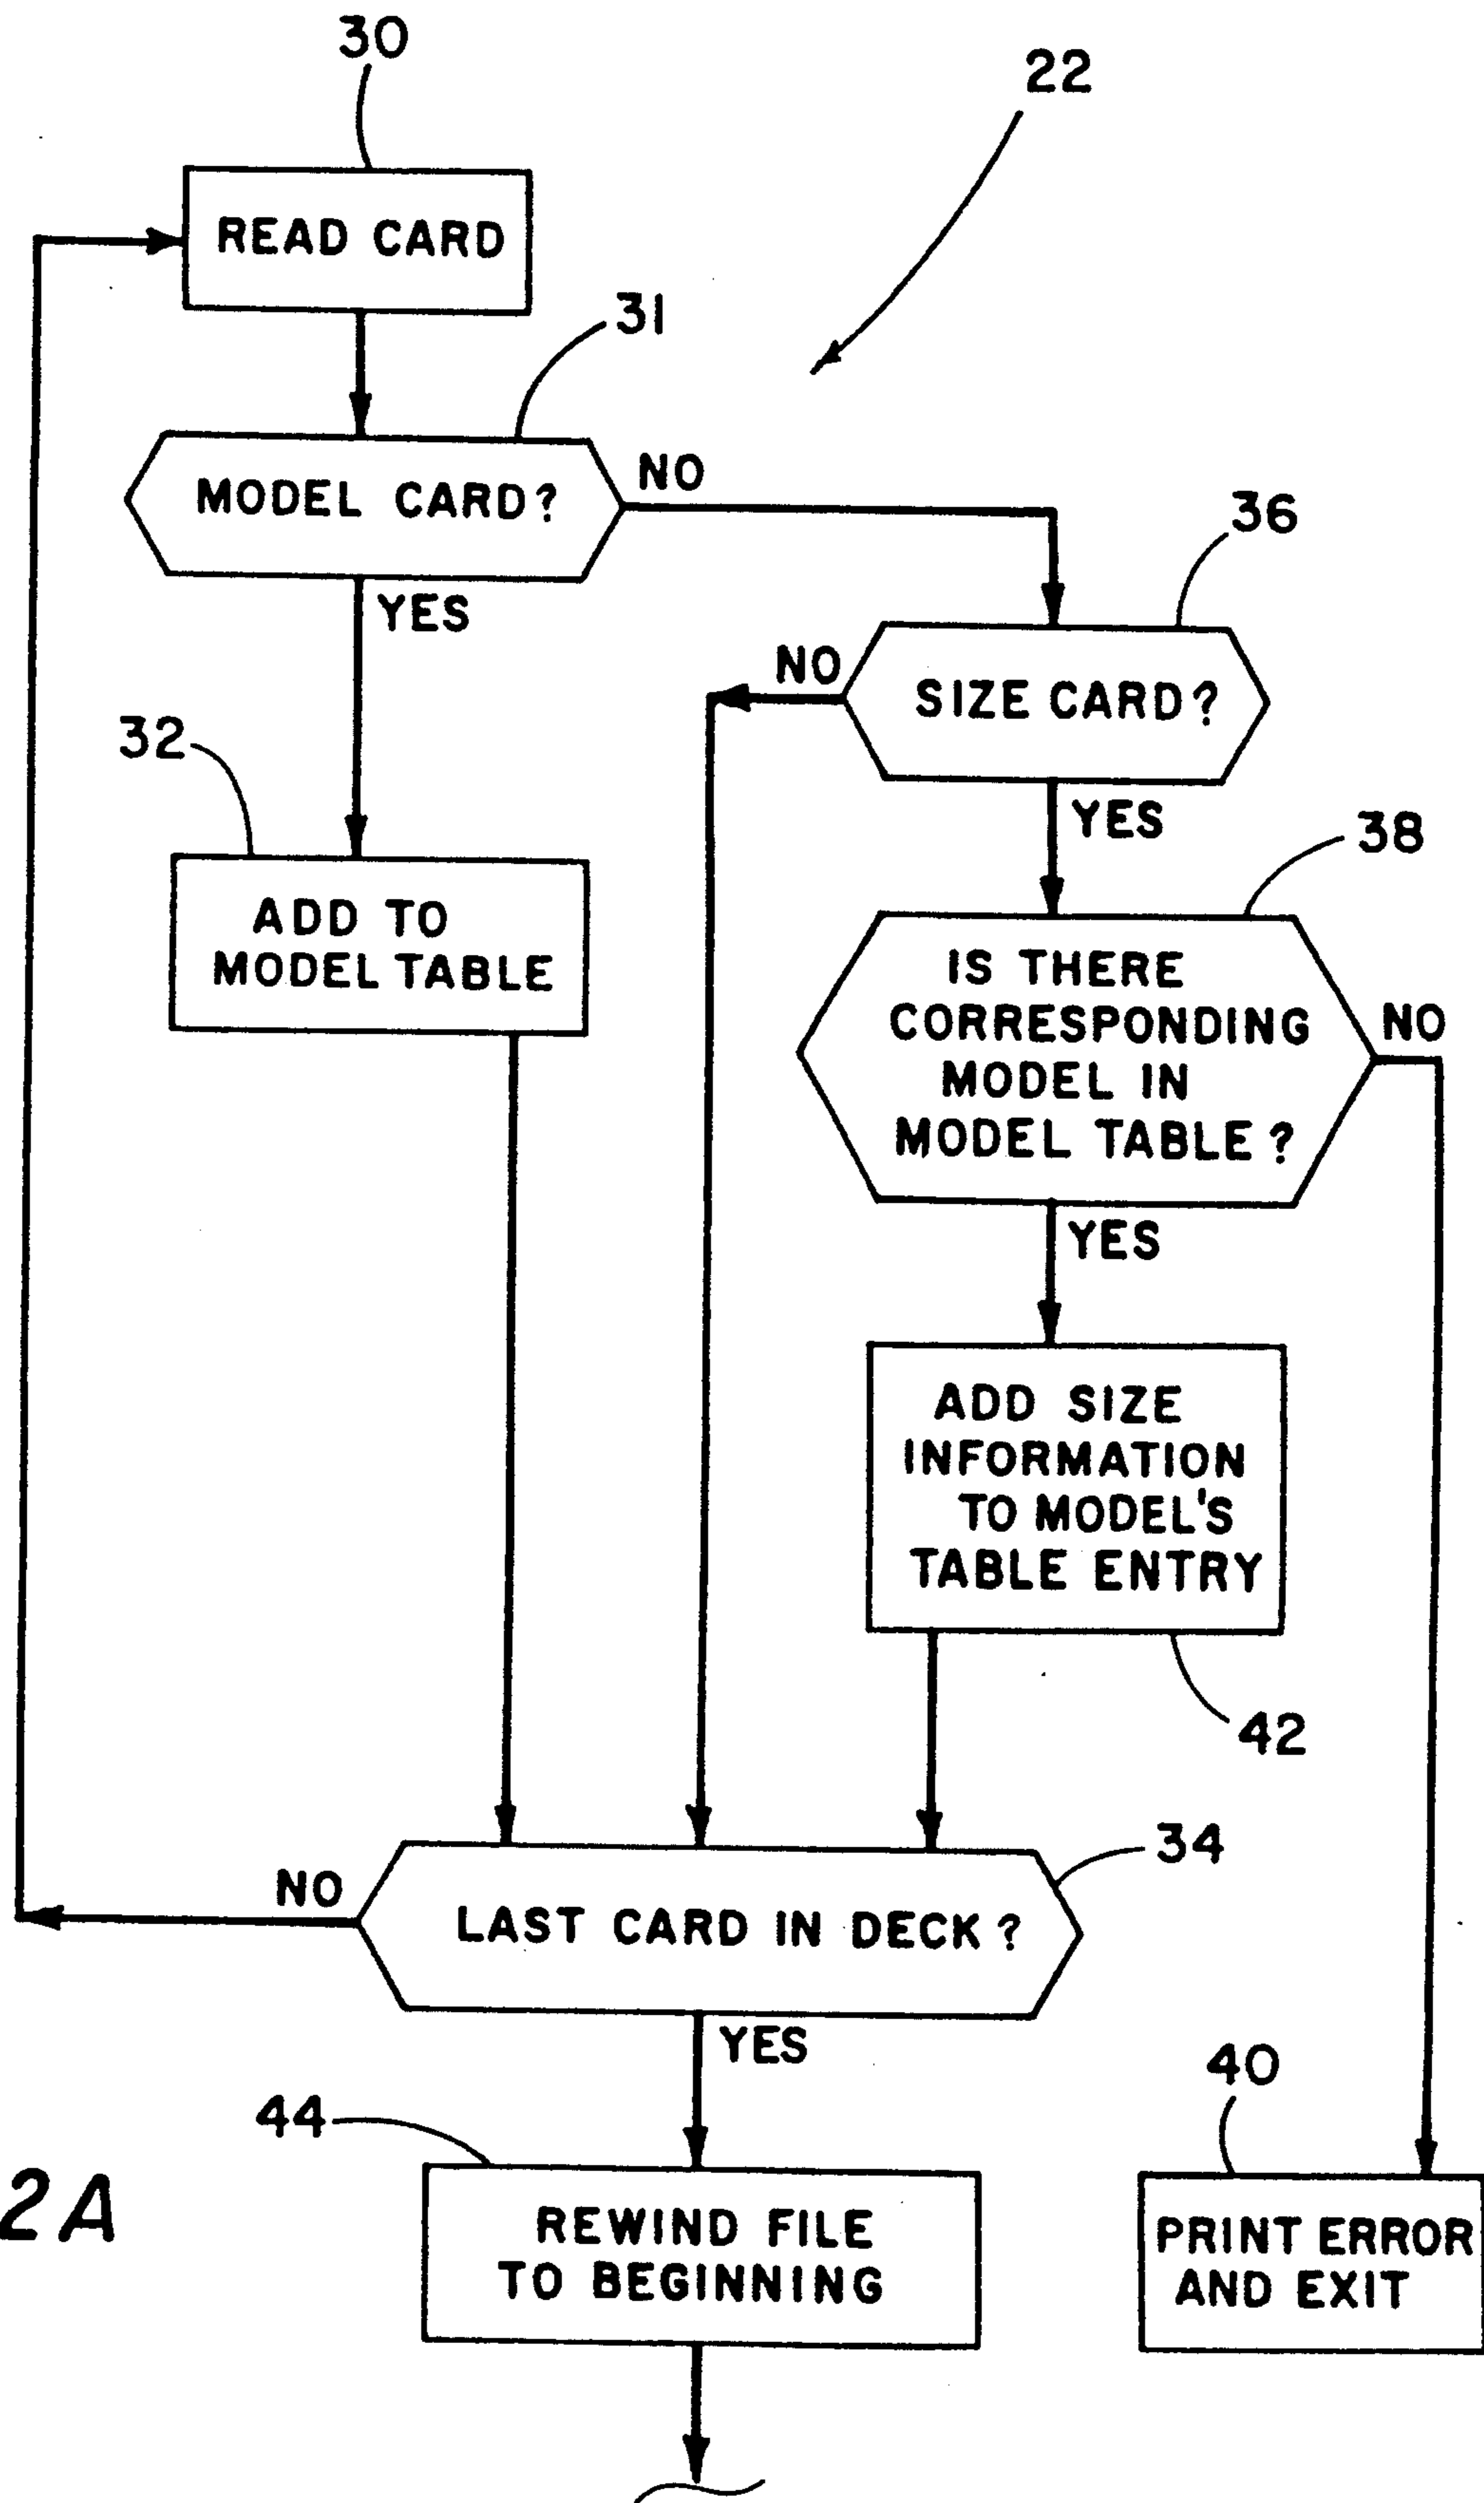 30
22
READ CARD
31
MODEL CARD?
NO
36
YES
NO
SIZE CARD?
32
YES
38
ADD TO
MODEL TABLE
IS THERE
CORRESPONDING
MODEL IN
MODEL TABLE?
NO
YES
ADD SIZE
INFORMATION
TO MODEL'S
TABLE ENTRY
42
34
NO
LAST CARD IN DECK?
YES
40
44
2A
REWIND FILE
TO BEGINNING
PRINT ERROR
AND EXIT